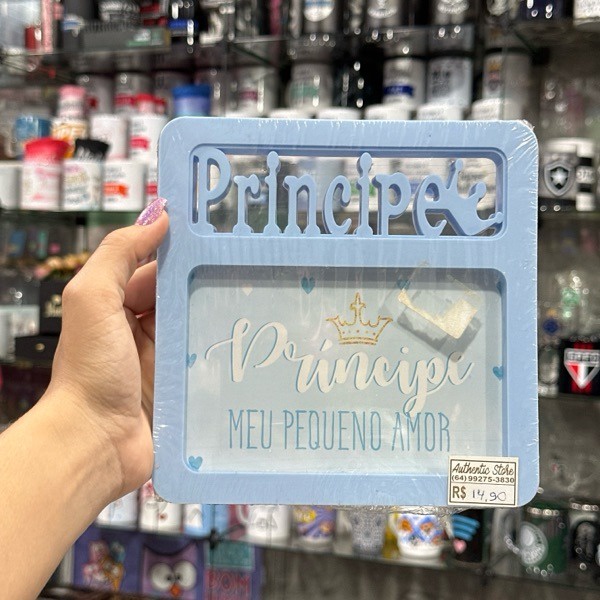 Principe
Príncipe
MEU PEQUENO AMOR
Authentic Store
(64) 99275-3830
R$ 14,90